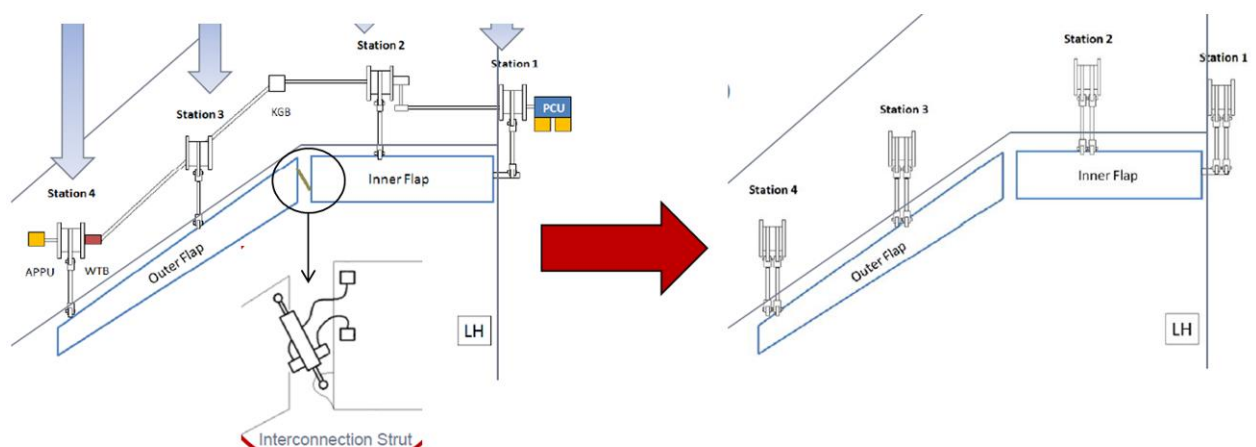 Station 2
Station 1
Station 3
KGB
PCU
Station 4
Inner Flap
Outer Flap
APPU
WTB
LH
Interconnection Strut
Station 2
Station 1
Station 3
Inner Flap
Station 4
Outer Flap
LH